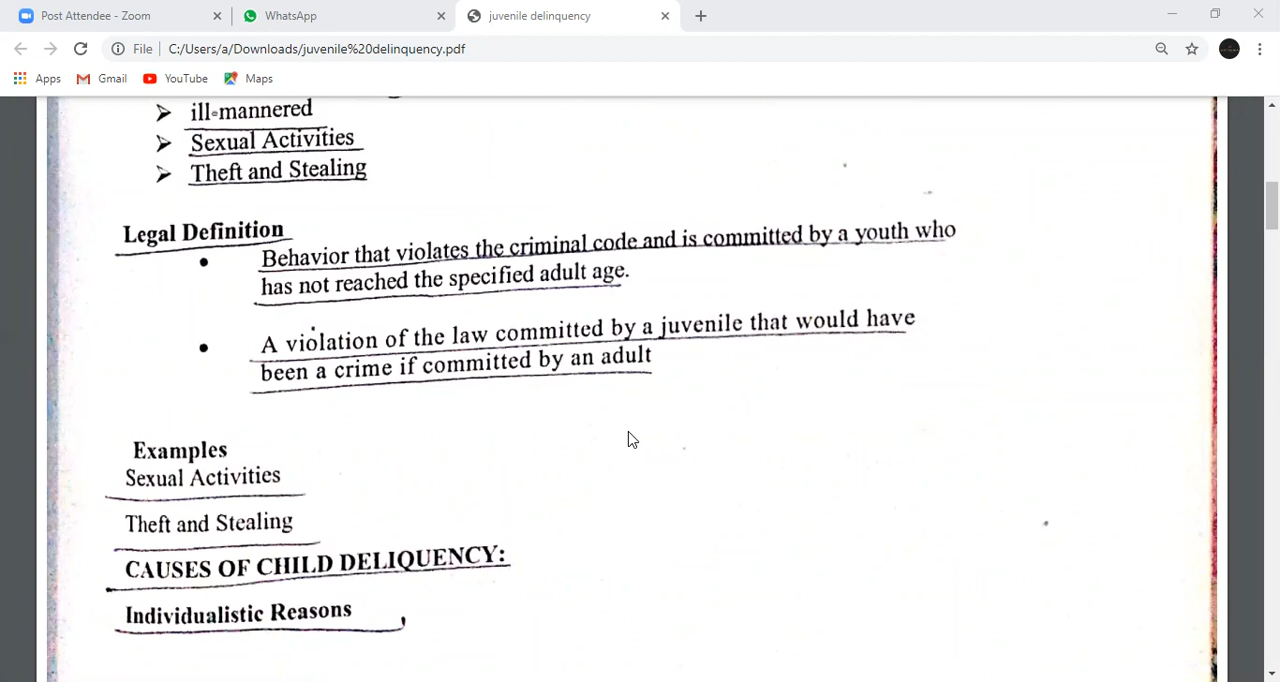 Post Attendee - Zoom
WhatsApp
juvenile delinquency
File
C:/Users/a/Downloads/juvenile%20delinquency.pdf
Apps
Gmail
YouTube
Maps
ill-mannered
Sexual Activities
Theft and Stealing
Legal Definition
Behavior that violates the criminal code and is committed by a youth who
has not reached the specified adult age.
A violation of the law committed by a juvenile that would have
been a crime if committed by an adult
Examples
Sexual Activities
Theft and Stealing
CAUSES OF CHILD DELIQUENCY:
Individualistic Reasons